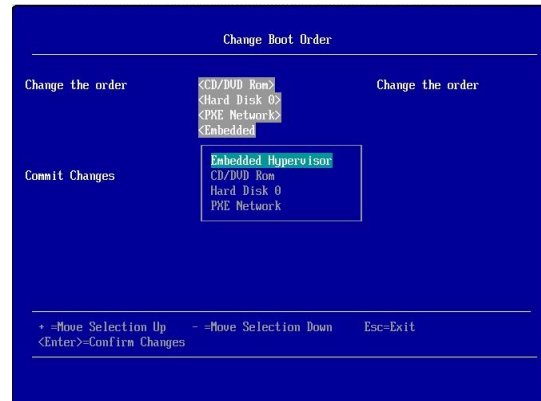 Change Boot Order
Change the order <CD/DVD Rom> Change the order
<Hard Disk 0>
<PXE Network>
<Embedded
Embedded Hypervisor
Commit Changes CD/DVD Rom
Hard Disk 0
PXE Network
+ =Move Selection Up - =Move Selection Down Esc=Exit
<Enter>=Confirm Changes